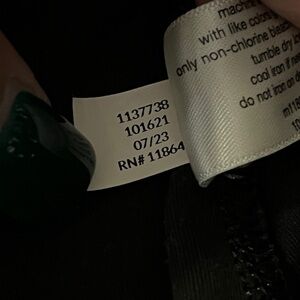 1137738
101621
07/23
RN# 11864
machine
with like colors
only non-chlorine
tumble dry
cool iron if
do not iron on